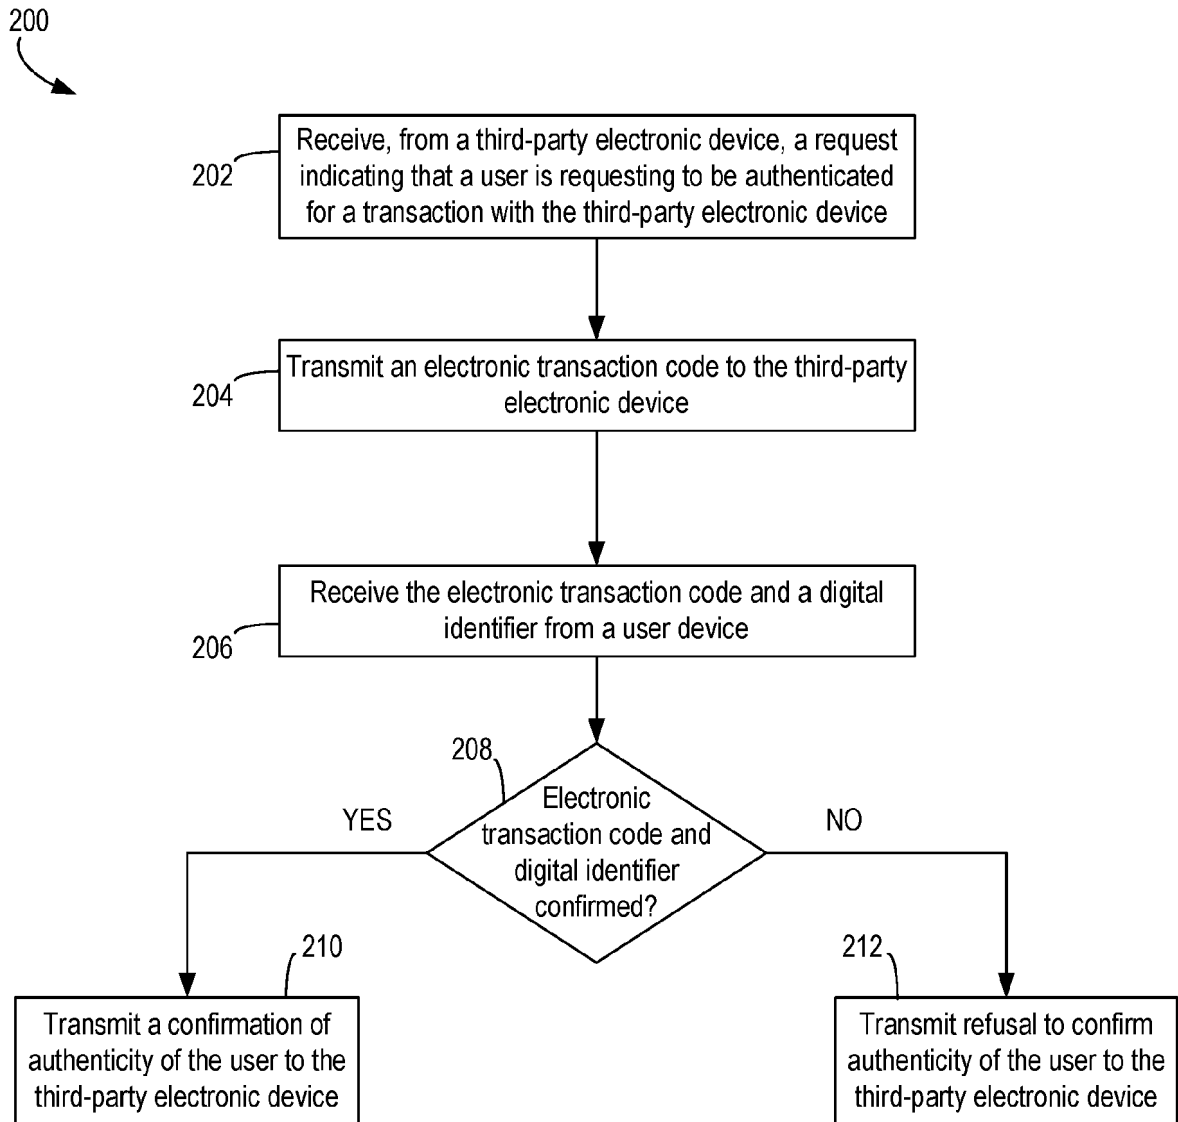 200
202
Receive, from a third-party electronic device, a request
indicating that a user is requesting to be authenticated
for a transaction with the third-party electronic device
204
Transmit an electronic transaction code to the third-party
electronic device
206
Receive the electronic transaction code and a digital
identifier from a user device
208
Electronic
transaction code and
digital identifier
confirmed?
YES
NO
210
Transmit a confirmation of
authenticity of the user to the
third-party electronic device
212
Transmit refusal to confirm
authenticity of the user to the
third-party electronic device